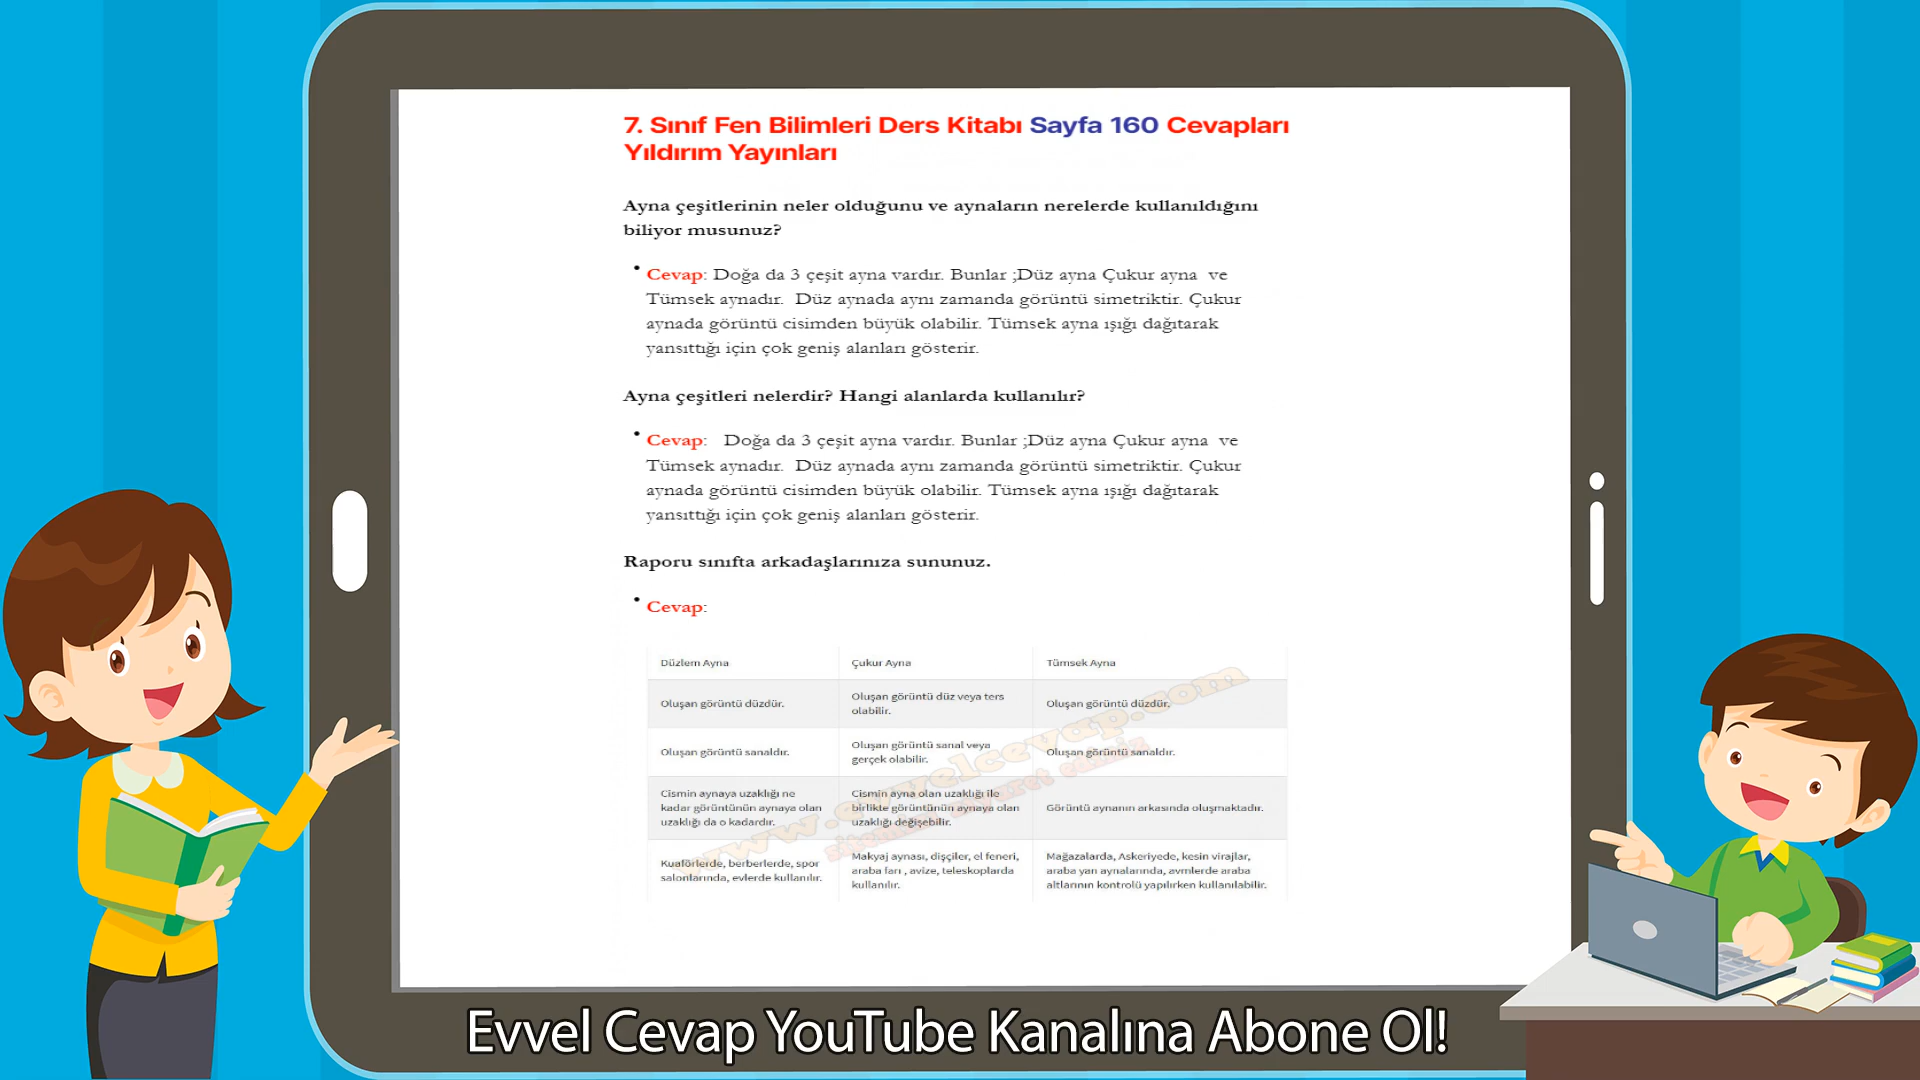 7. Sınıf Fen Bilimleri Ders Kitabı Sayfa 160 Cevapları
Yıldırım Yayınları
Ayna çeşitlerinin neler olduğunu ve aynaların nerelerde kullanıldığını
biliyor musunuz?
• Cevap: Doğa da 3 çeşit ayna vardır. Bunlar ;Düz ayna Çukur ayna ve
Tümsek aynadır. Düz aynada aynı zamanda görüntü simetriktir. Çukur
aynada görüntü cisimden büyük olabilir. Tümsek ayna ışığı dağıtarak
yansıttığı için çok geniş alanları gösterir.
Ayna çeşitleri nelerdir? Hangi alanlarda kullanılır?
• Cevap: Doğa da 3 çeşit ayna vardır. Bunlar ;Düz ayna Çukur ayna ve
Tümsek aynadır. Düz aynada aynı zamanda görüntü simetriktir. Çukur
aynada görüntü cisimden büyük olabilir. Tümsek ayna ışığı dağıtarak
yansıttığı için çok geniş alanları gösterir.
Raporu sınıfta arkadaşlarınıza sununuz.
• Cevap:
Düzlem Ayna Çukur Ayna Tümsek Ayna
Oluşan görüntü düzdür.
Oluşan görüntü düz veya ters
olabilir.
Oluşan görüntü düzdür.
Oluşan görüntü sanaldır.
Oluşan görüntü sanal veya
gerçek olabilir.
Oluşan görüntü sanaldır.
Cismin aynaya uzaklığı ne
kadar görüntünün aynaya olan
uzaklığı da o kadardır.
Cismin ayna olan uzaklığı ile
birlikte görüntünün aynaya olan
uzaklığı değişebilir.
Görüntü aynanın arkasında oluşmaktadır.
Kuaförlerde, berberlerde, spor
salonlarında, evlerde kullanılır.
Makyaj aynası, dişçiler, el feneri,
araba farı , avize, teleskoplarda
kullanılır.
Mağazalarda, Askeriyede, kesin virajlar,
araba yan aynalarında, avmlerde araba
altlarının kontrolü yapılırken kullanılabilir.
www.evvelcevap.com
sitemizi ziyaret ediniz
Evvel Cevap YouTube Kanalına Abone Ol!